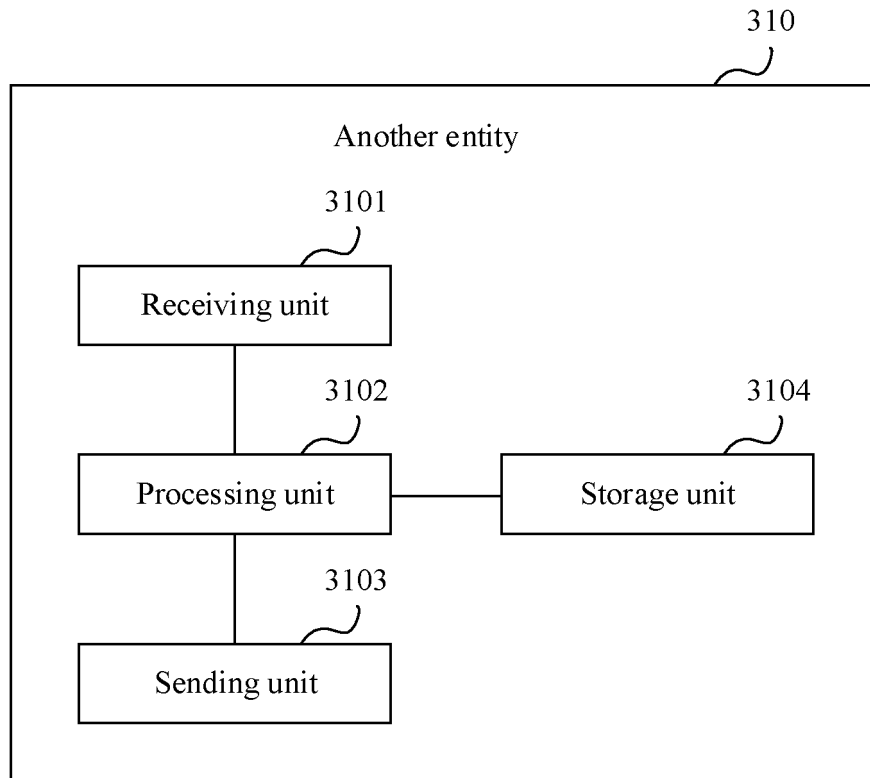 310
Another entity
3101
Receiving unit
3102
3104
Processing unit
Storage unit
3103
Sending unit